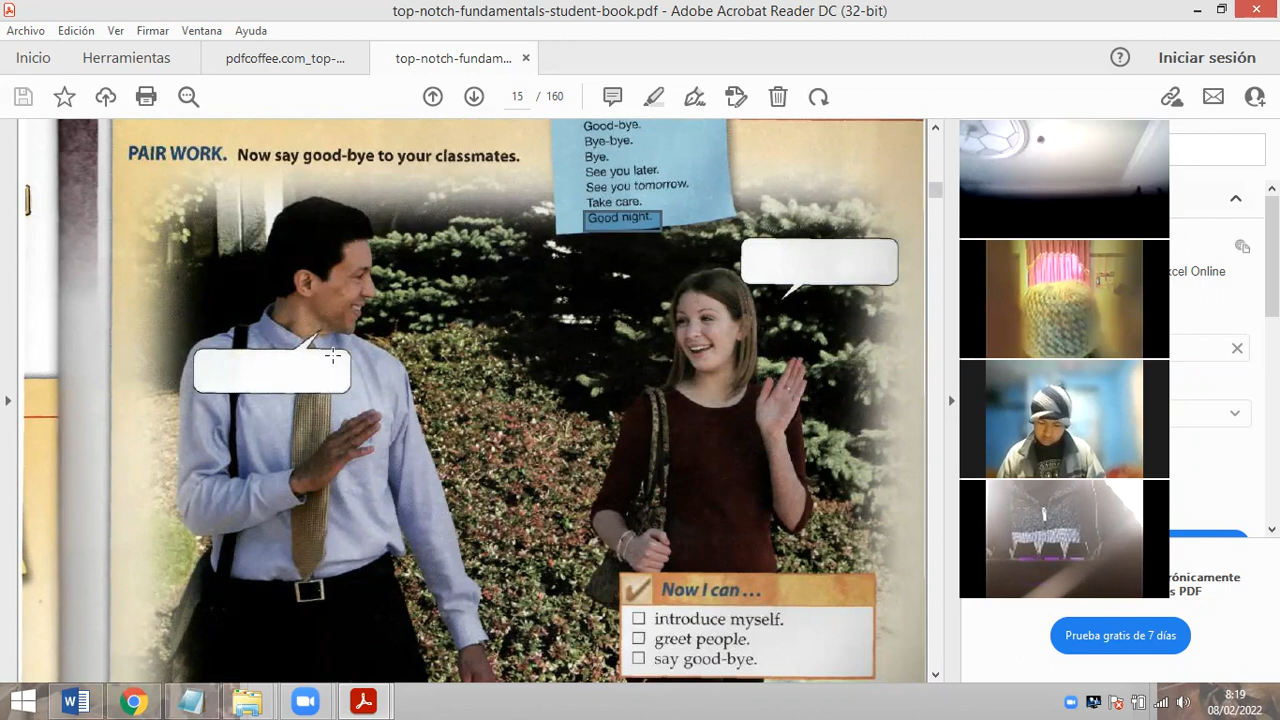 top-notch-fundamentals-student-book.pdf - Adobe Acrobat Reader DC (32-bit)
Archivo Edición Ver Firmar Ventana Ayuda
Inicio Herramientas pdfcoffee.com_top-... top-notch-fundam... × Iniciar sesión
15 / 160
Good-bye.
Bye-bye.
PAIR WORK. Now say good-bye to your classmates.
Bye.
See you later.
See you tomorrow.
Take care.
Good night.
xcel Online
Now I can ...
introduce myself.
greet people.
say good-bye.
rónicamente
s PDF
Prueba gratis de 7 días
8:19
08/02/2022